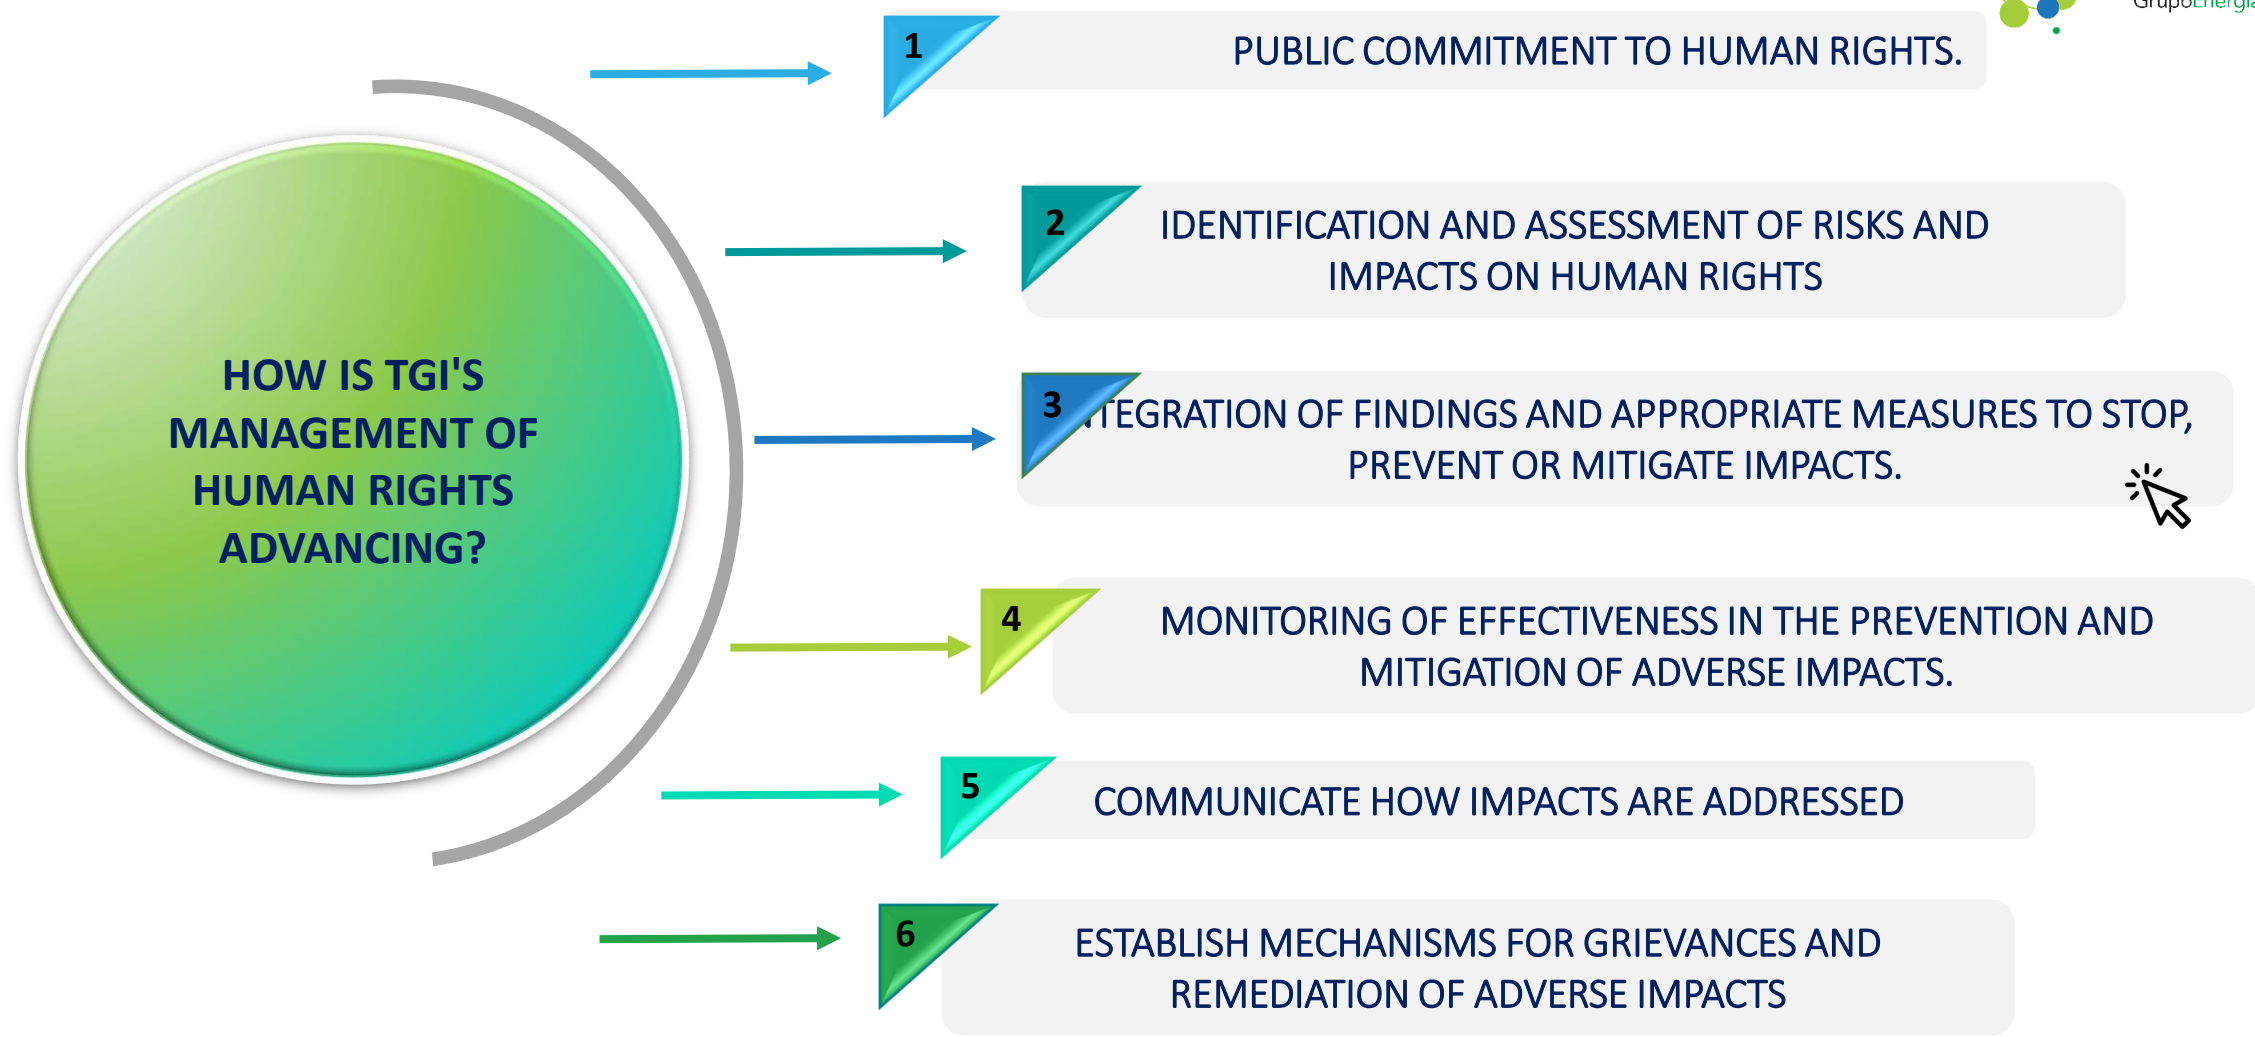 GrupoEnergía
1
PUBLIC COMMITMENT TO HUMAN RIGHTS.
2
IDENTIFICATION AND ASSESSMENT OF RISKS AND
IMPACTS ON HUMAN RIGHTS
HOW IS TGI'S
MANAGEMENT OF
HUMAN RIGHTS
ADVANCING?
3
NTEGRATION OF FINDINGS AND APPROPRIATE MEASURES TO STOP,
PREVENT OR MITIGATE IMPACTS.
4
MONITORING OF EFFECTIVENESS IN THE PREVENTION AND
MITIGATION OF ADVERSE IMPACTS.
5
COMMUNICATE HOW IMPACTS ARE ADDRESSED
6
ESTABLISH MECHANISMS FOR GRIEVANCES AND
REMEDIATION OF ADVERSE IMPACTS